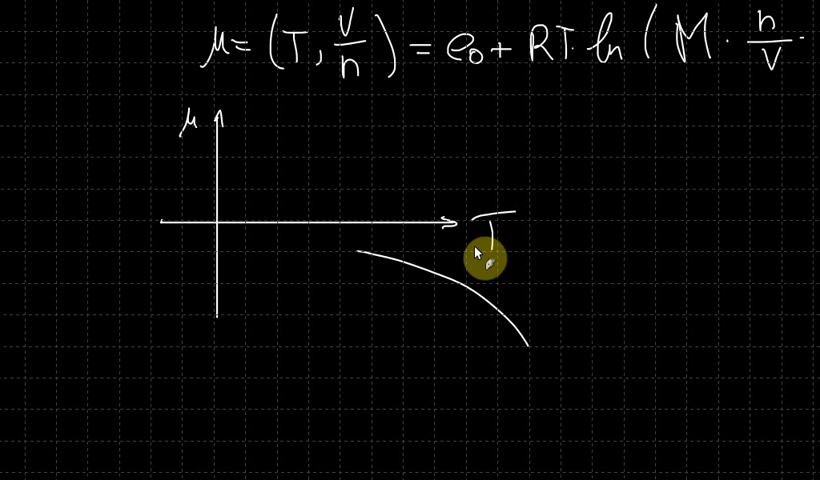 μ=(T, V/n) = e₀ + RT·ln(M·n/V·
μ
T